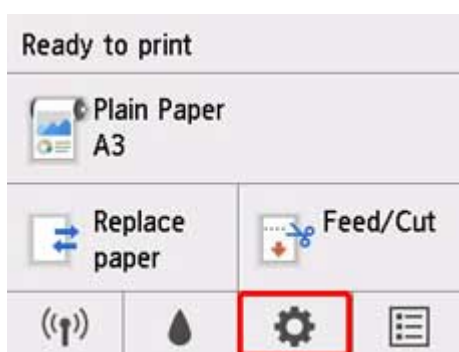 Ready to print
Plain Paper
A3
Replace
paper
Feed/Cut